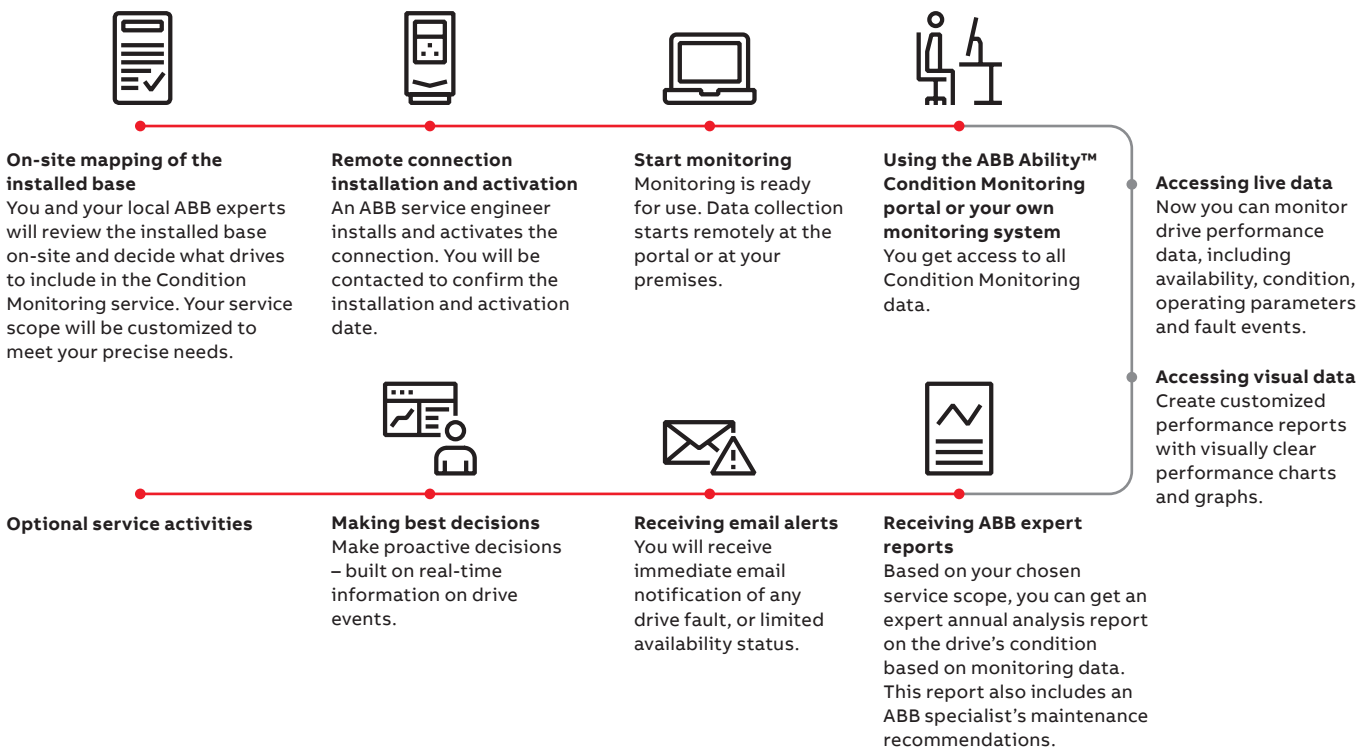 On-site mapping of the
installed base
You and your local ABB experts
will review the installed base
on-site and decide what drives
to include in the Condition
Monitoring service. Your service
scope will be customized to
meet your precise needs.
Remote connection
installation and activation
An ABB service engineer
installs and activates the
connection. You will be
contacted to confirm the
installation and activation
date.
Start monitoring
Monitoring is ready
for use. Data collection
starts remotely at the
portal or at your
premises.
Using the ABB Ability™
Condition Monitoring
portal or your own
monitoring system
You get access to all
Condition Monitoring
data.
Accessing live data
Now you can monitor
drive performance
data, including
availability, condition,
operating parameters
and fault events.
Accessing visual data
Create customized
performance reports
with visually clear
performance charts
and graphs.
Optional service activities
Making best decisions
Make proactive decisions
– built on real-time
information on drive
events.
Receiving email alerts
You will receive
immediate email
notification of any
drive fault, or limited
availability status.
Receiving ABB expert
reports
Based on your chosen
service scope, you can get an
expert annual analysis report
on the drive’s condition
based on monitoring data.
This report also includes an
ABB specialist’s maintenance
recommendations.